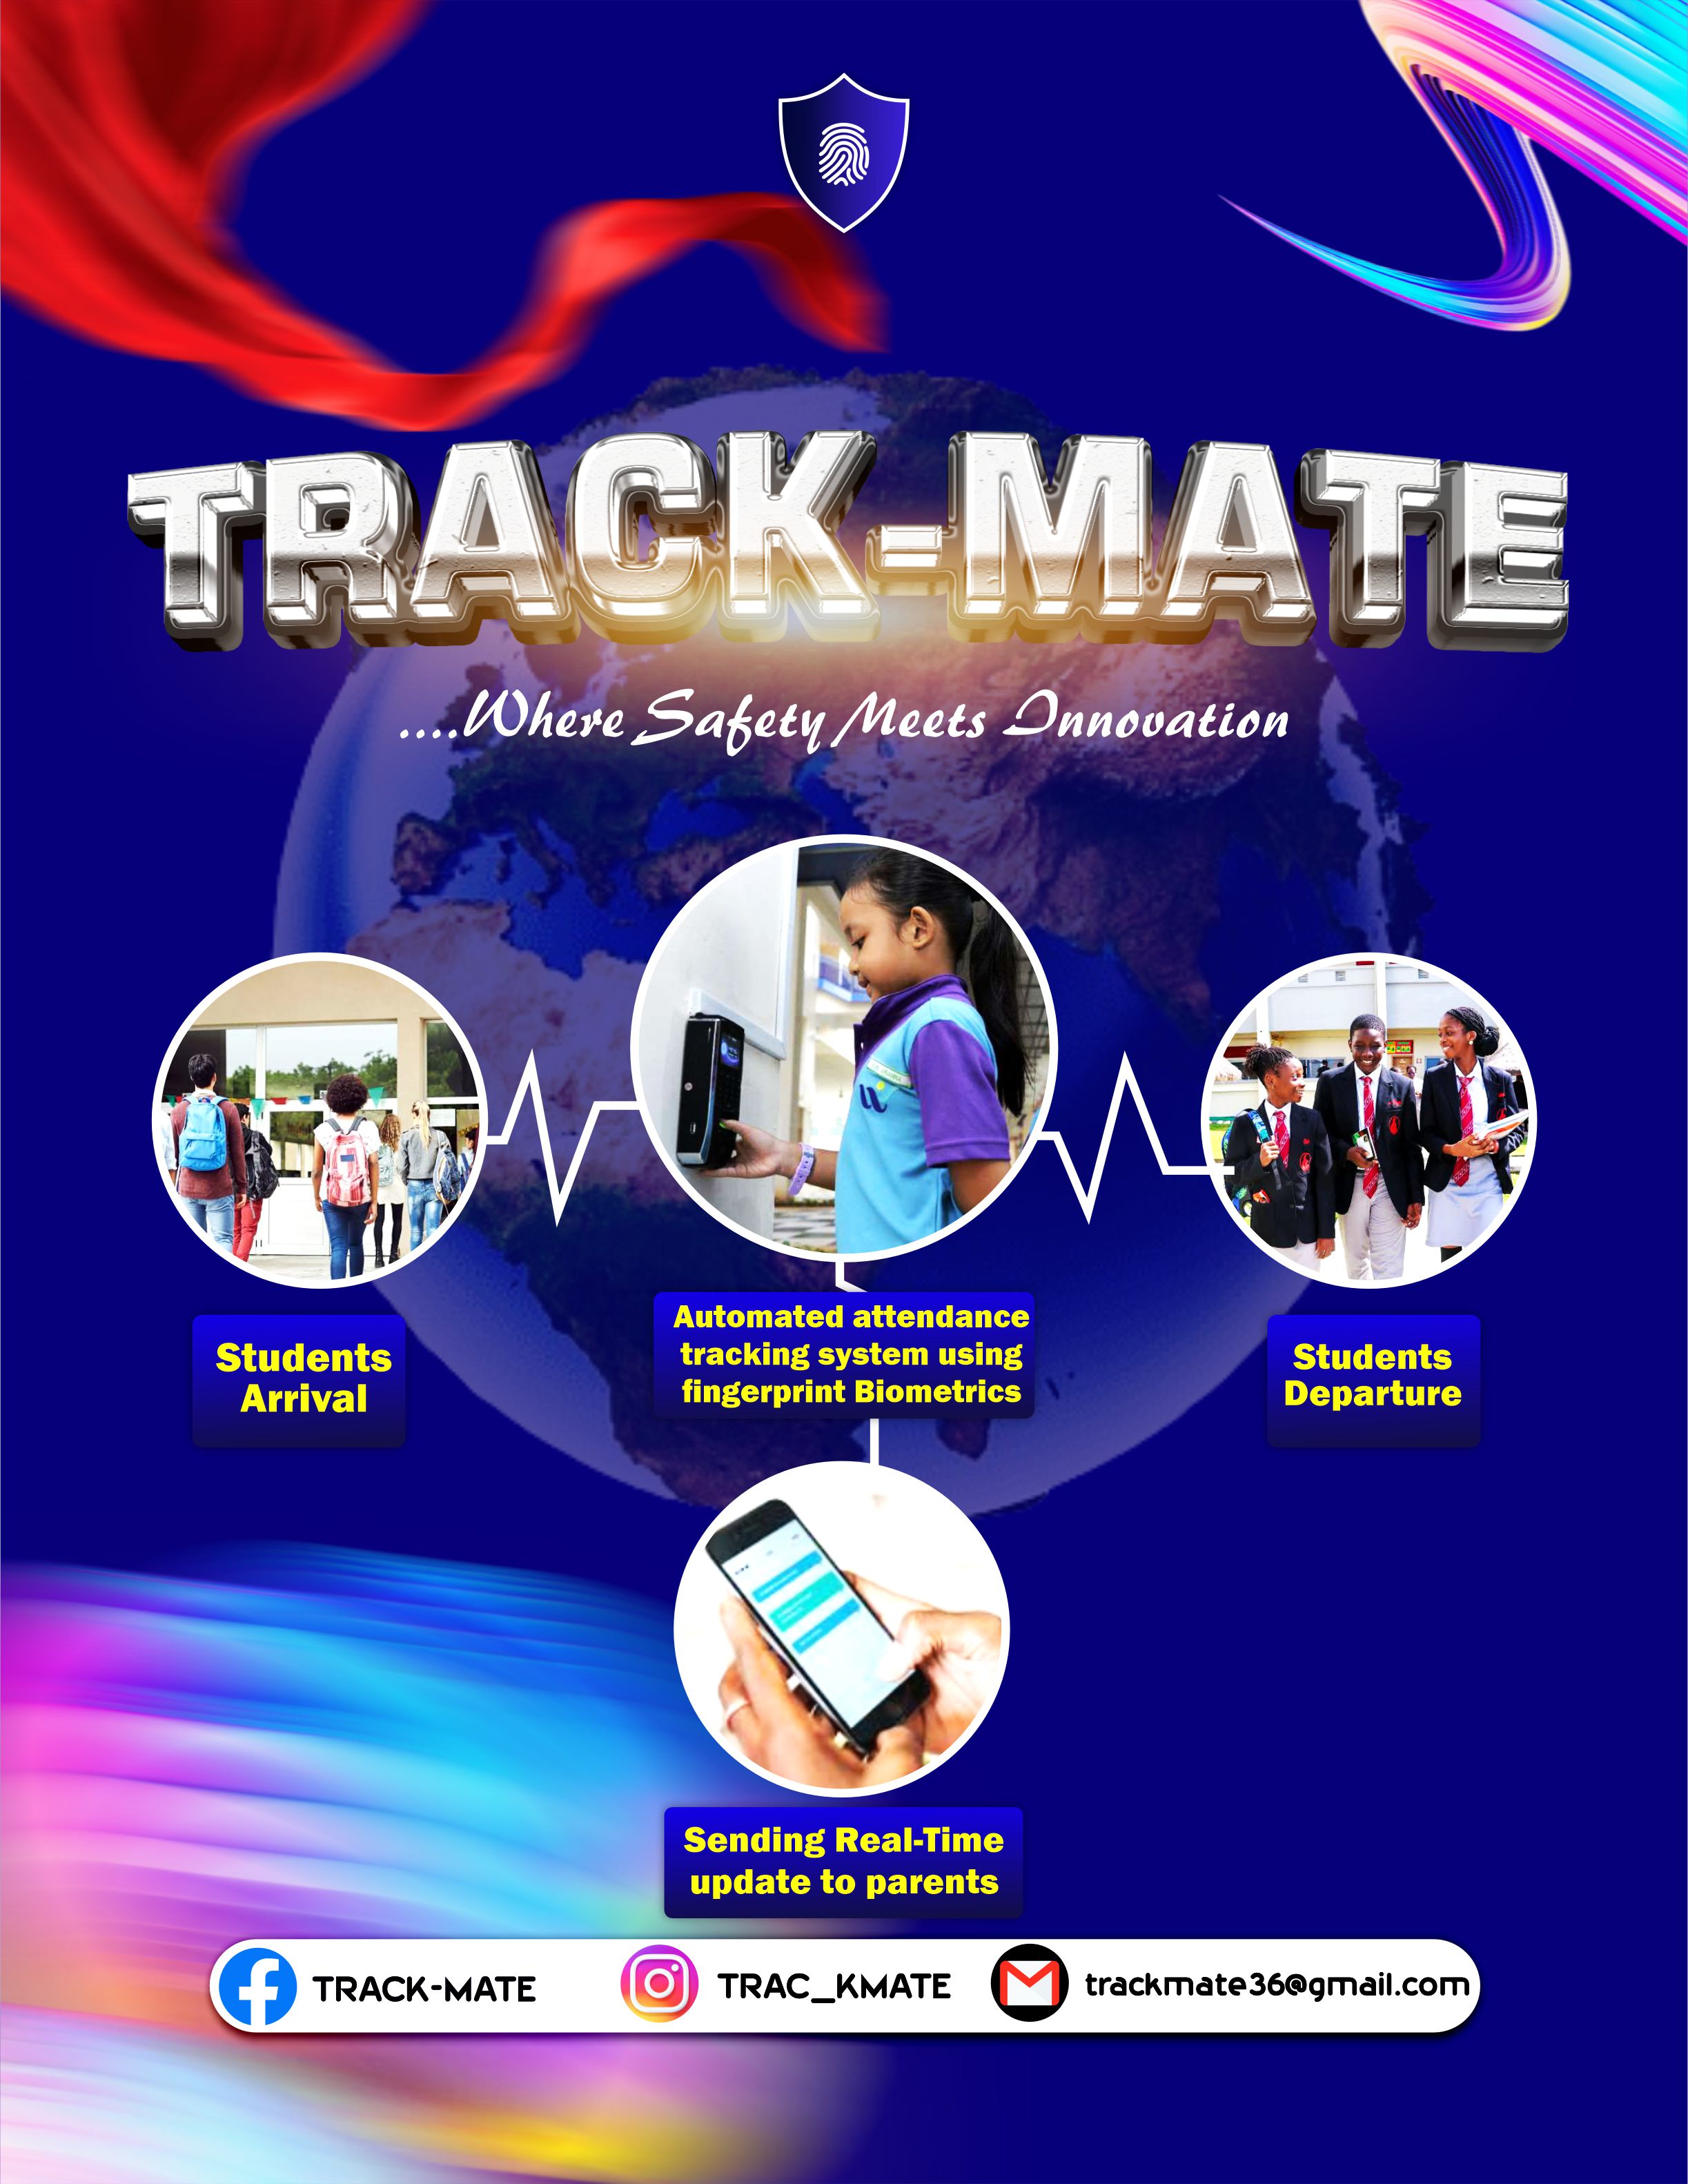 TRACK-MATE
....Where Safety Meets Innovation
Students
Arrival
Automated attendance
tracking system using
fingerprint Biometrics
Students
Departure
Sending Real-Time
update to parents
TRACK-MATE
TRAC_KMATE
trackmate36@gmail.com